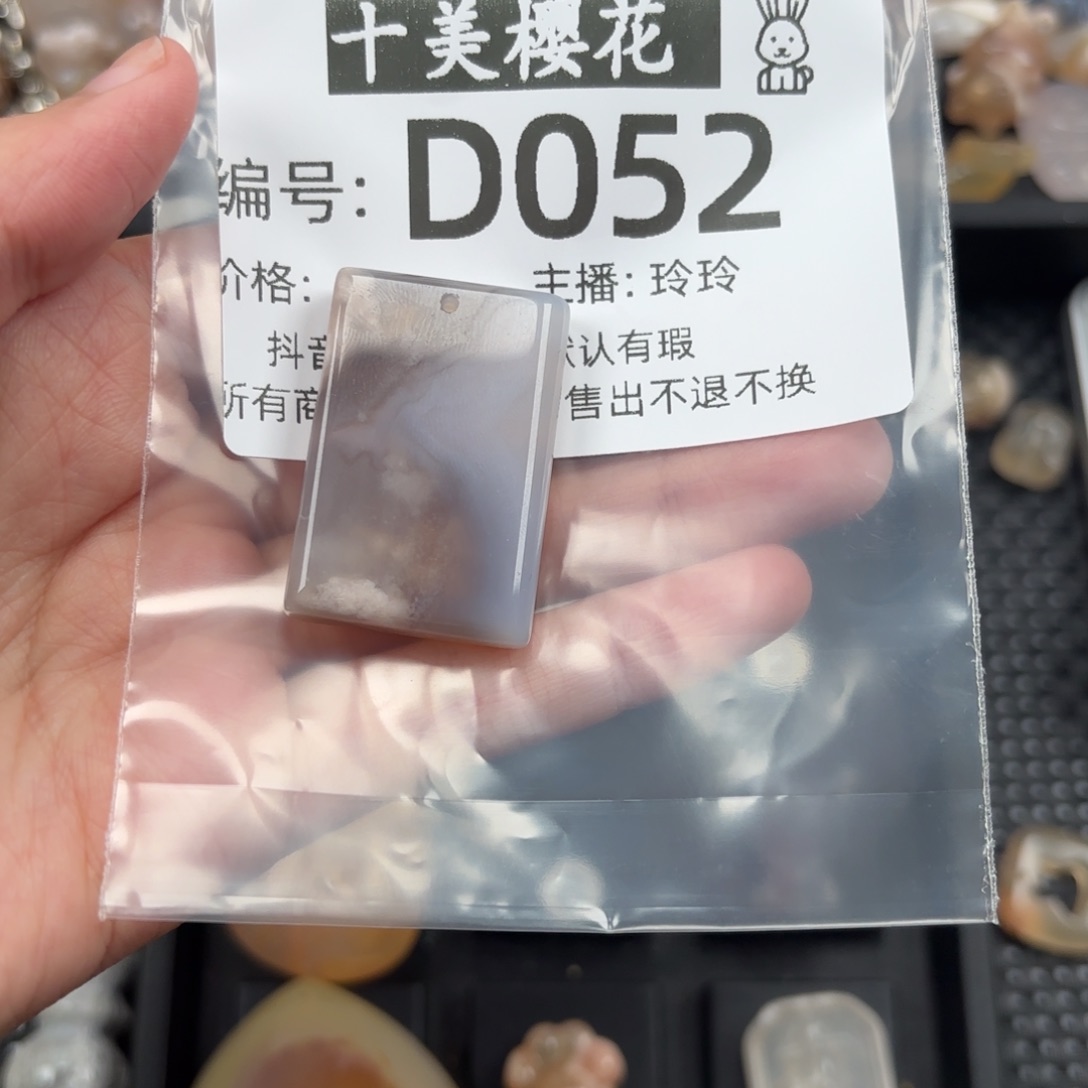 十美樱花
编号: D052
价格: 主播: 玲玲
抖音 默认有瑕
所有商 售出不退不换